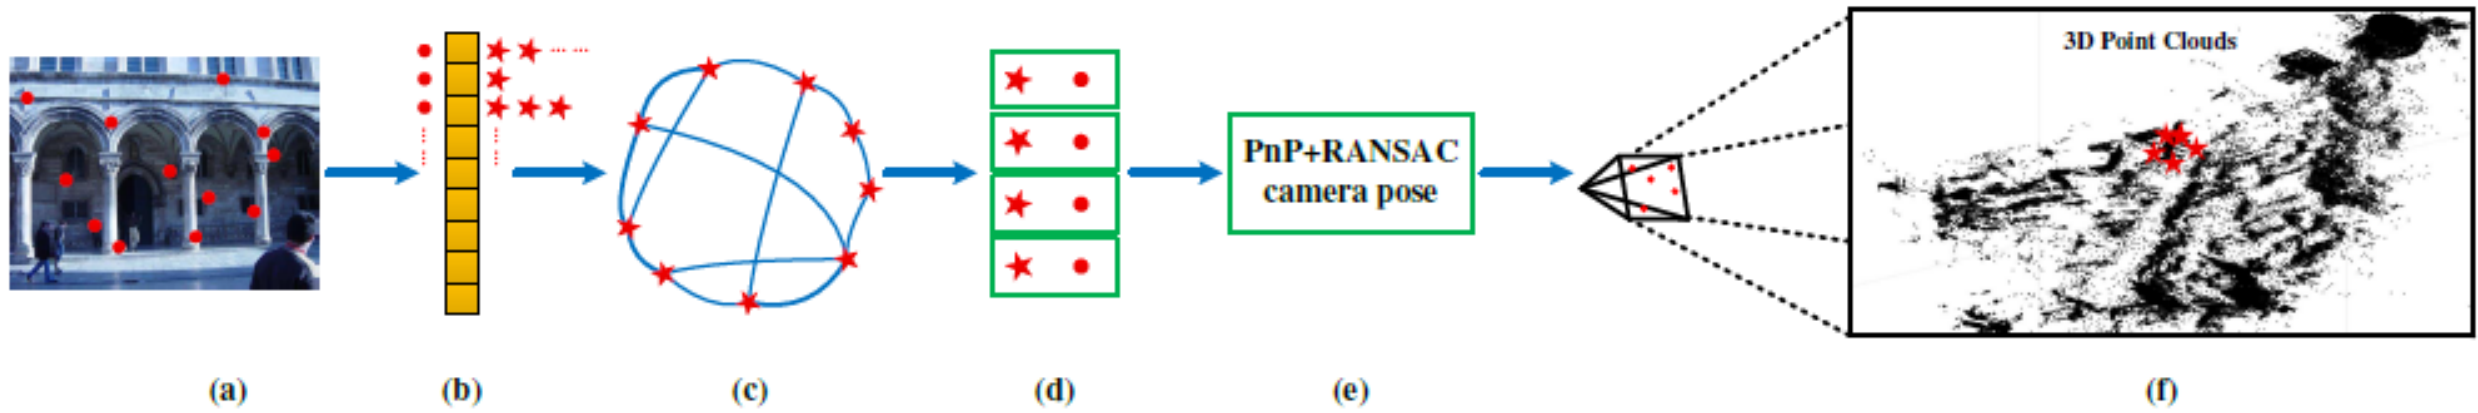 3D Point Clouds
PnP+RANSAC
camera pose
(a)
(b)
(c)
(d)
(e)
(f)